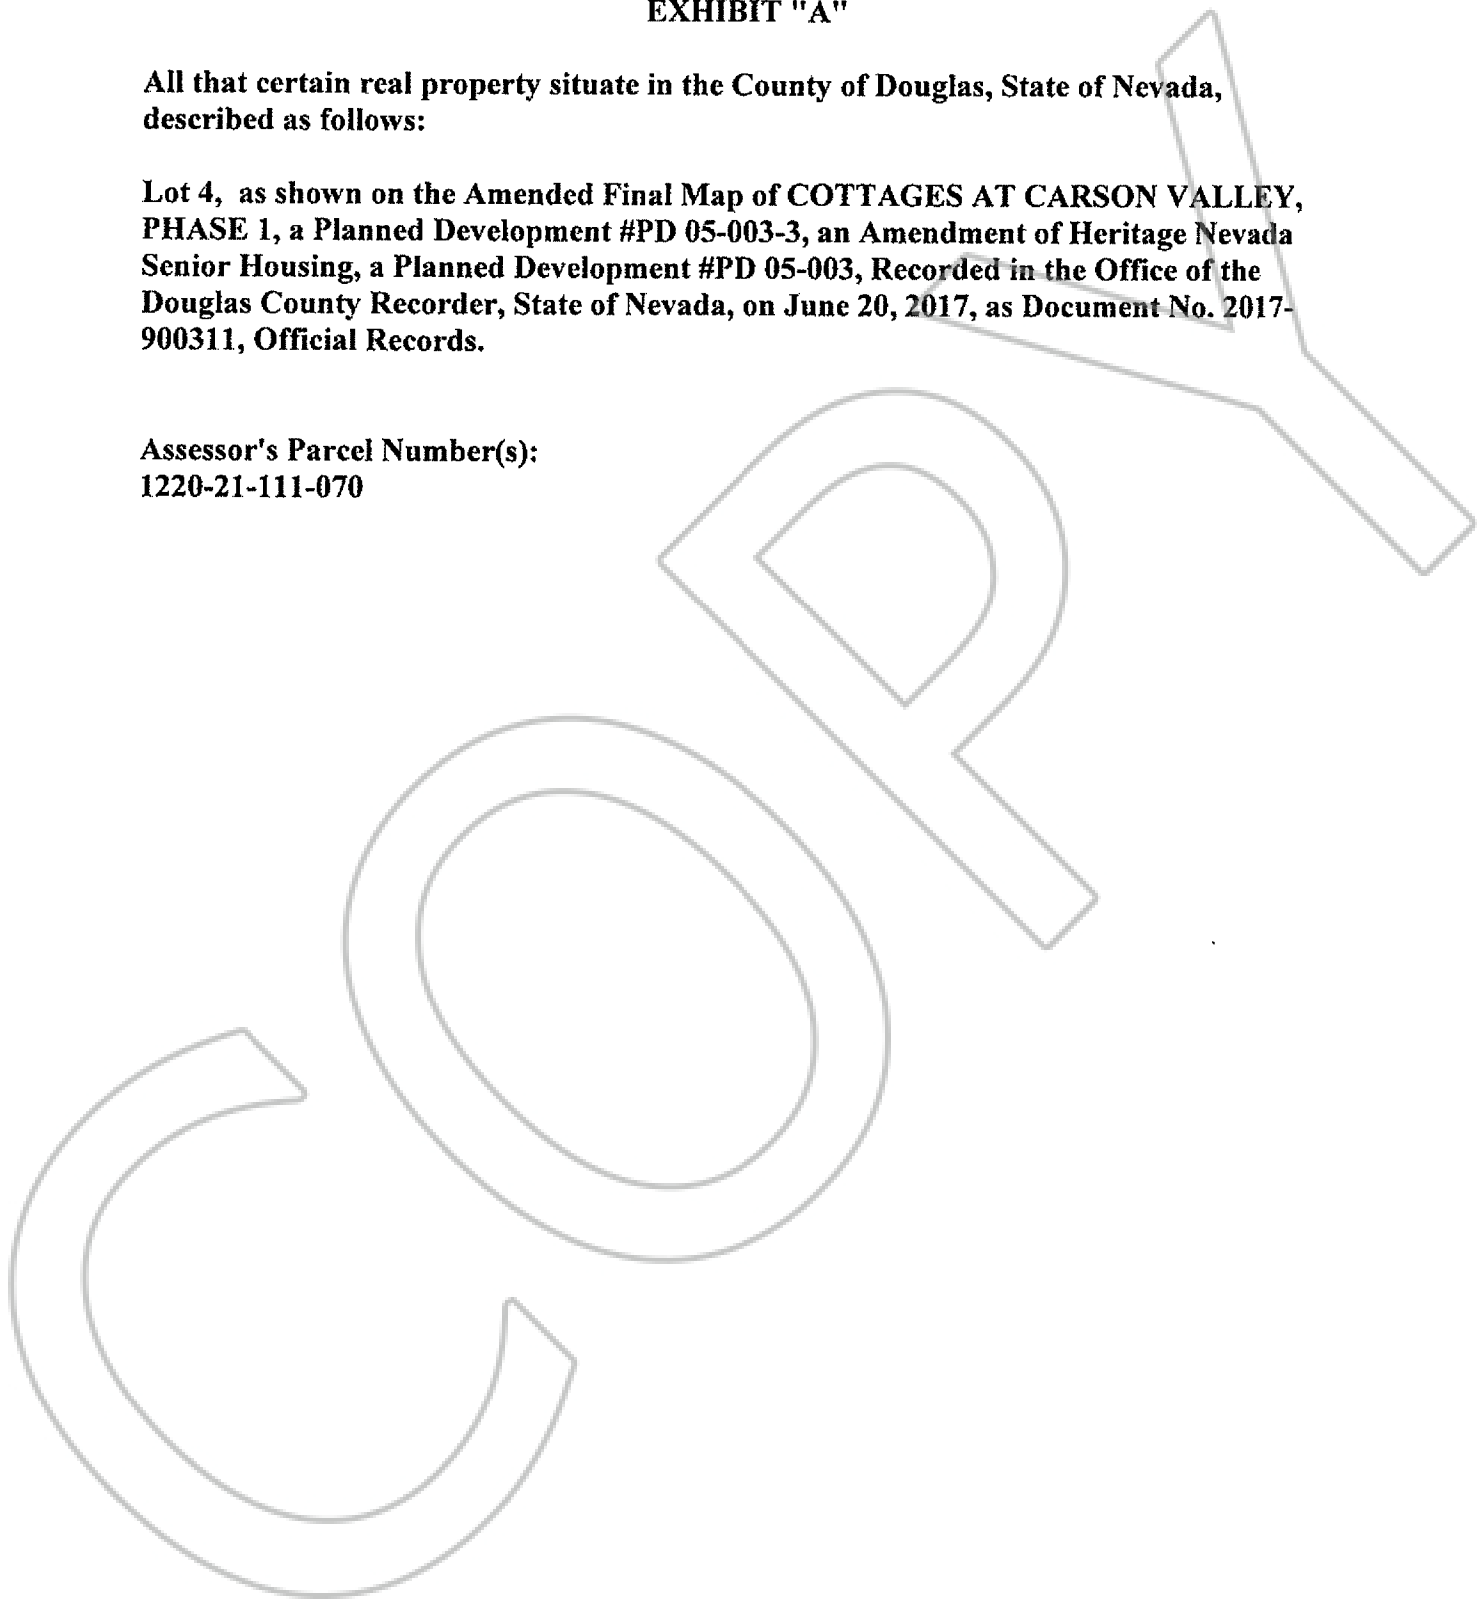 EXHIBIT "A"
All that certain real property situate in the County of Douglas, State of Nevada,
described as follows:
Lot 4, as shown on the Amended Final Map of COTTAGES AT CARSON VALLEY,
PHASE 1, a Planned Development #PD 05-003-3, an Amendment of Heritage Nevada
Senior Housing, a Planned Development #PD 05-003, Recorded in the Office of the
Douglas County Recorder, State of Nevada, on June 20, 2017, as Document No. 2017-
900311, Official Records.
Assessor's Parcel Number(s):
1220-21-111-070
COPY